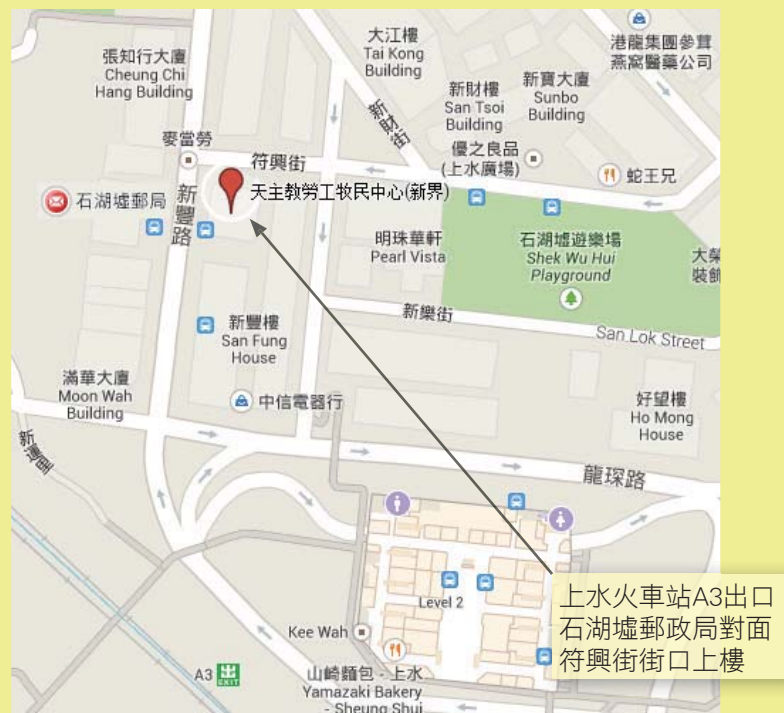 大江樓
Tai Kong
Building
港龍集團參茸
燕窩醫藥公司
張知行大廈
Cheung Chi
Hang Building
新財街
新財樓
San Tsoi
Building
新寶大廈
Sunbo
Building
麥當勞
符興街
優之良品
(上水廣場)
蛇王兄
石湖墟郵局
新豐路
天主教勞工牧民中心(新界)
明珠華軒
Pearl Vista
石湖墟遊樂場
Shek Wu Hui
Playground
大榮
裝飾
新豐樓
San Fung
House
新樂街
San Lok Street
滿華大廈
Moon Wah
Building
中信電器行
好望樓
Ho Mong
House
新運里
龍琛路
Level 2
上水火車站A3出口
石湖墟郵政局對面
符興街街口上樓
Kee Wah
A3
出
EXIT
山崎麵包 - 上水
Yamazaki Bakery
- Sheung Shui